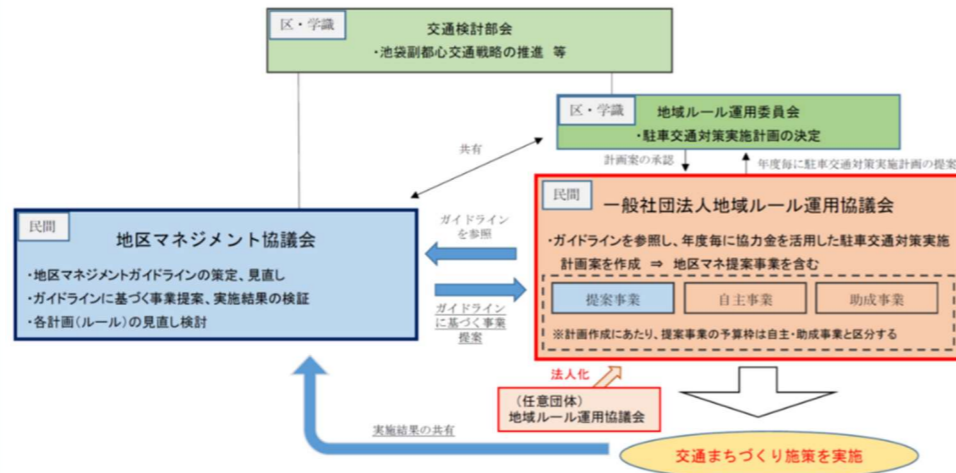 区・学識
交通検討部会
・池袋副都心交通戦略の推進 等
区・学識
地域ルール運用委員会
・駐車交通対策実施計画の決定
共有
計画案の承認
年度毎に駐車交通対策実施計画の提案
民間
地区マネジメント協議会
・地区マネジメントガイドラインの策定、見直し
・ガイドラインに基づく事業提案、実施結果の検証
・各計画(ルール)の見直し検討
ガイドライン
を参照
ガイドライン
に基づく事業
提案
民間
一般社団法人地域ルール運用協議会
・ガイドラインを参照し、年度毎に協力金を活用した駐車交通対策実施
計画案を作成 ⇒ 地区マネ提案事業を含む
提案事業
自主事業
助成事業
※計画作成にあたり、提案事業の予算枠は自主・助成事業と区分する
法人化
(任意団体)
地域ルール運用協議会
実施結果の共有
交通まちづくり施策を実施